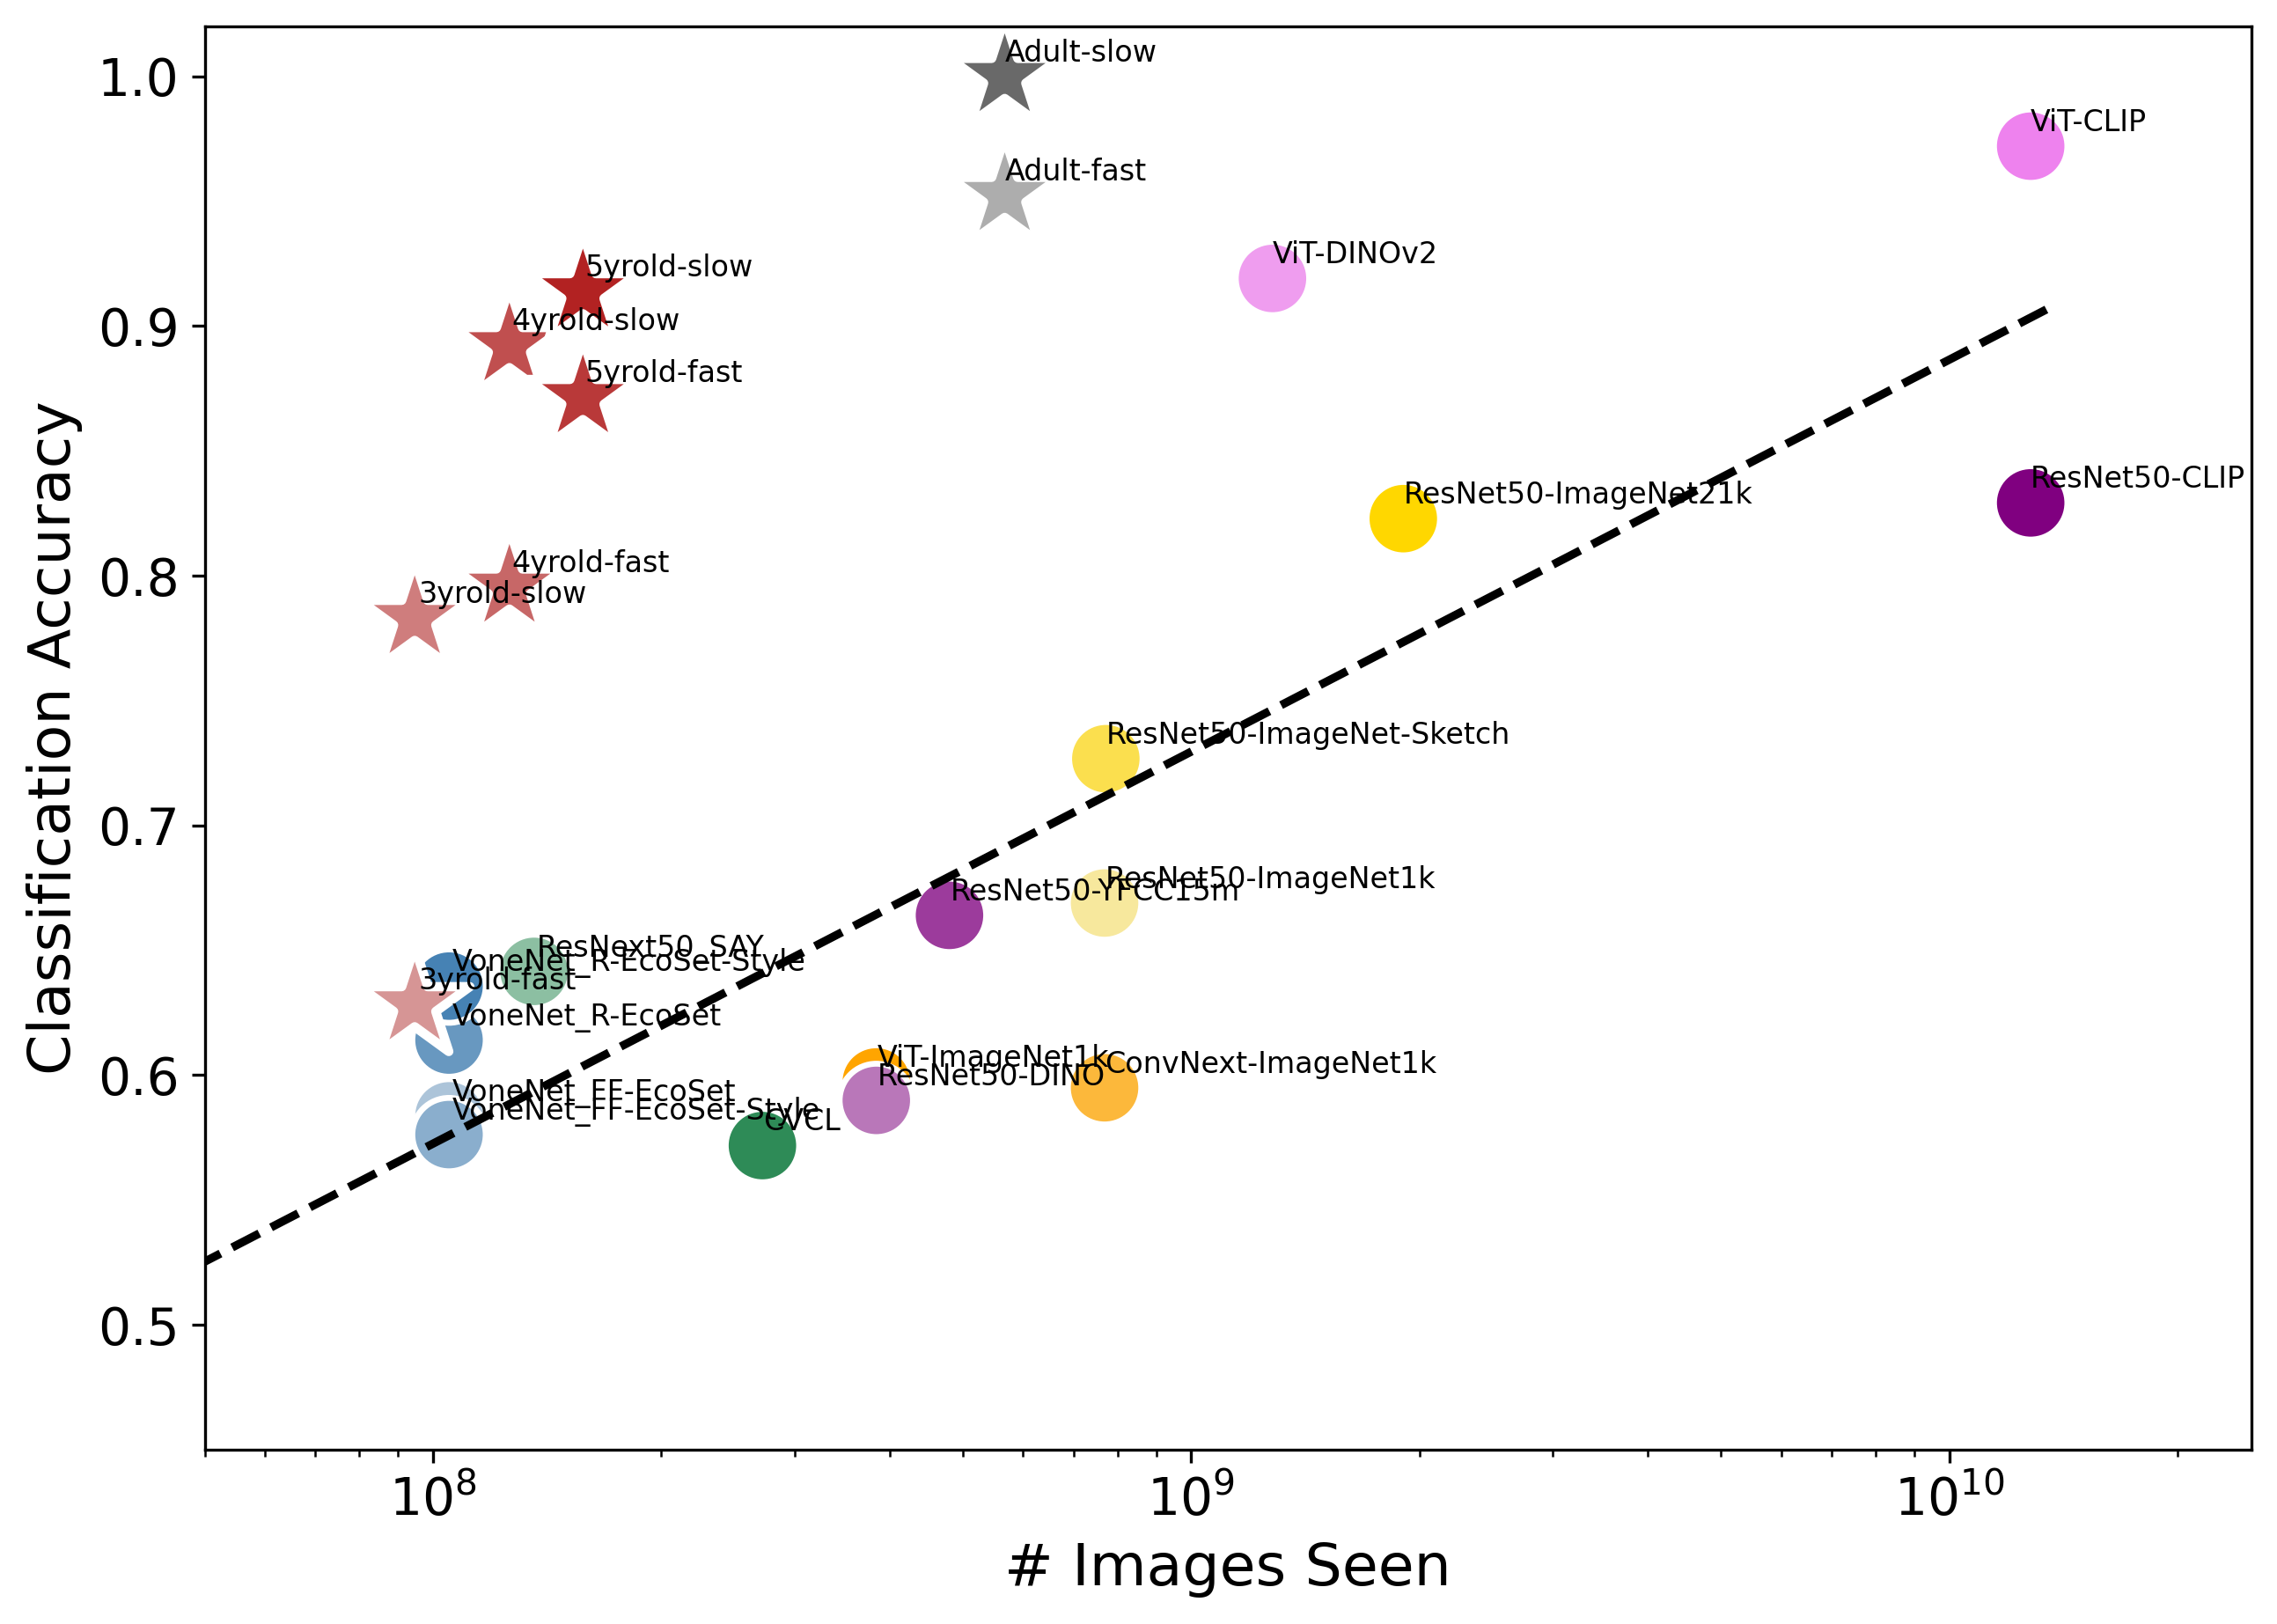 Adult-slow
ViT-CLIP
Adult-fast
ViT-DINOv2
5yrold-slow
4yrold-slow
5yrold-fast
ResNet50-CLIP
ResNet50-ImageNet21k
4yrold-fast
3yrold-slow
ResNet50-ImageNet-Sketch
ResNet50-ImageNet1k
ResNet50-YFCC15m
ResNext50_SAY
VoneNet_R-EcoSet-Style
3yrold-fast
VoneNet_R-EcoSet
ViT-ImageNet1k
ConvNext-ImageNet1k
ResNet50-DINO
VoneNet_FF-EcoSet
VoneNet_FF-EcoSet-Style
CVCL
1.0
0.9
0.8
0.7
0.6
0.5
Classification Accuracy
10⁸ 10⁹ 10¹⁰
# Images Seen